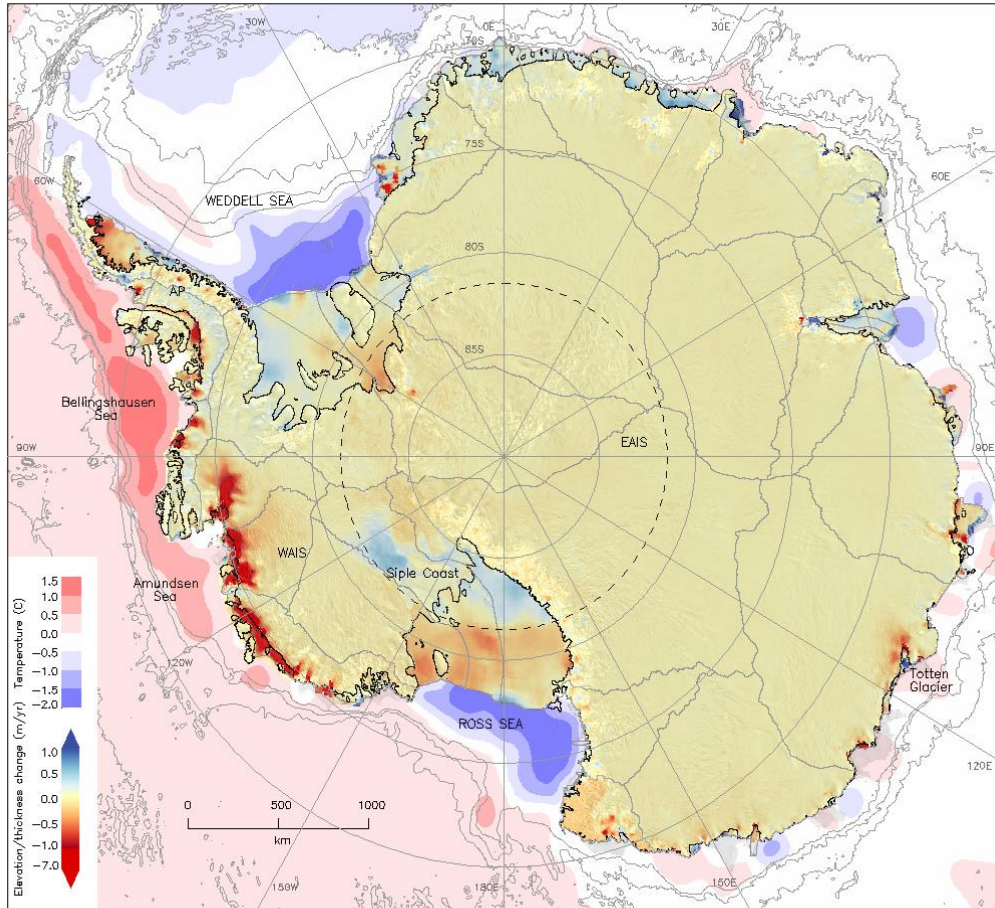 30W
0E
70S
30E
75S
60W
60E
WEDDELL SEA
80S
AP
85S
Bellingshausen
Sea
EAIS
90W
90E
WAIS
Siple Coast
Amundsen
Sea
Totten
Glacier
120W
ROSS SEA
120E
0 500 1000
km
150W
180E
150E
Temperature (C)
1.5
1.0
0.5
0.0
−0.5
−1.0
−1.5
−2.0
Elevation/thickness change (m/yr)
1.0
0.5
0.0
−0.5
−1.0
−7.0